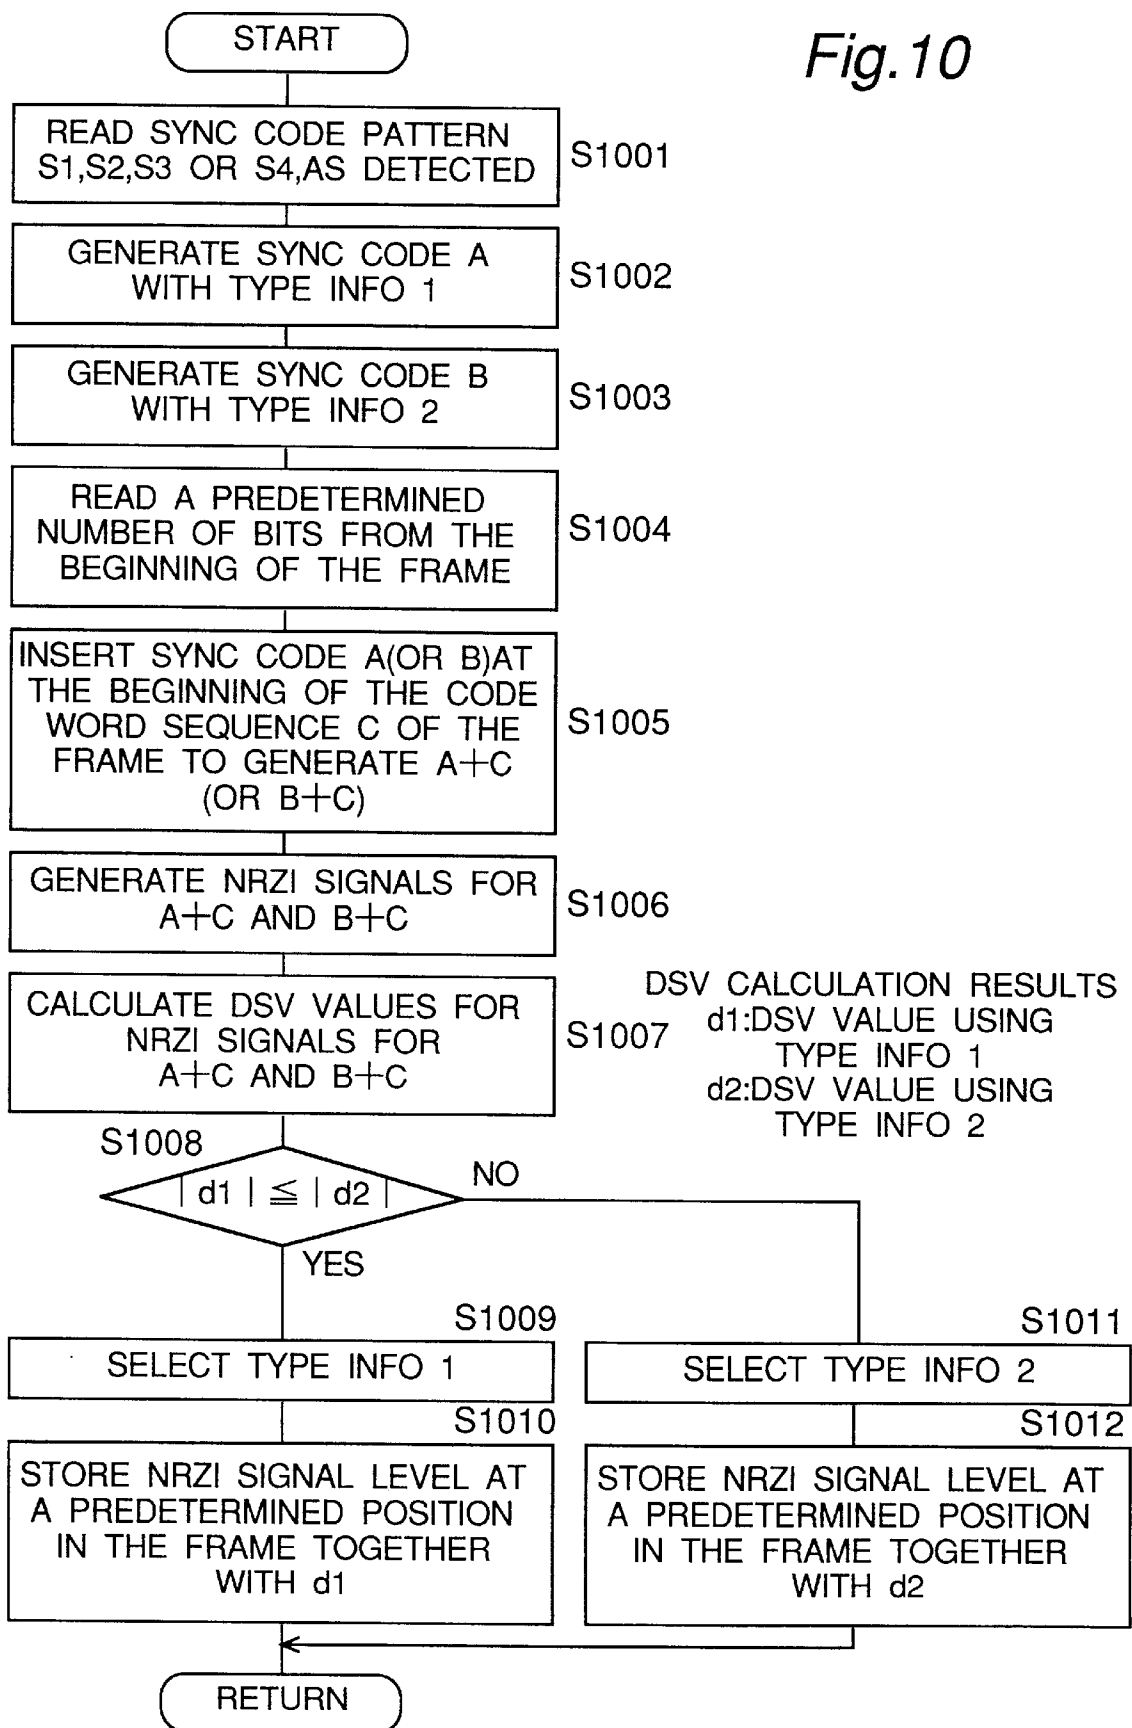 START
Fig.10
READ SYNC CODE PATTERN
S1,S2,S3 OR S4,AS DETECTED
S1001
GENERATE SYNC CODE A
WITH TYPE INFO 1
S1002
GENERATE SYNC CODE B
WITH TYPE INFO 2
S1003
READ A PREDETERMINED
NUMBER OF BITS FROM THE
BEGINNING OF THE FRAME
S1004
INSERT SYNC CODE A(OR B)AT
THE BEGINNING OF THE CODE
WORD SEQUENCE C OF THE
FRAME TO GENERATE A+C
(OR B+C)
S1005
GENERATE NRZI SIGNALS FOR
A+C AND B+C
S1006
CALCULATE DSV VALUES FOR
NRZI SIGNALS FOR
A+C AND B+C
S1007
DSV CALCULATION RESULTS
d1:DSV VALUE USING
TYPE INFO 1
d2:DSV VALUE USING
TYPE INFO 2
S1008
| d1 | ≦ | d2 |
NO
YES
S1009
SELECT TYPE INFO 1
S1010
STORE NRZI SIGNAL LEVEL AT
A PREDETERMINED POSITION
IN THE FRAME TOGETHER
WITH d1
S1011
SELECT TYPE INFO 2
S1012
STORE NRZI SIGNAL LEVEL AT
A PREDETERMINED POSITION
IN THE FRAME TOGETHER
WITH d2
RETURN